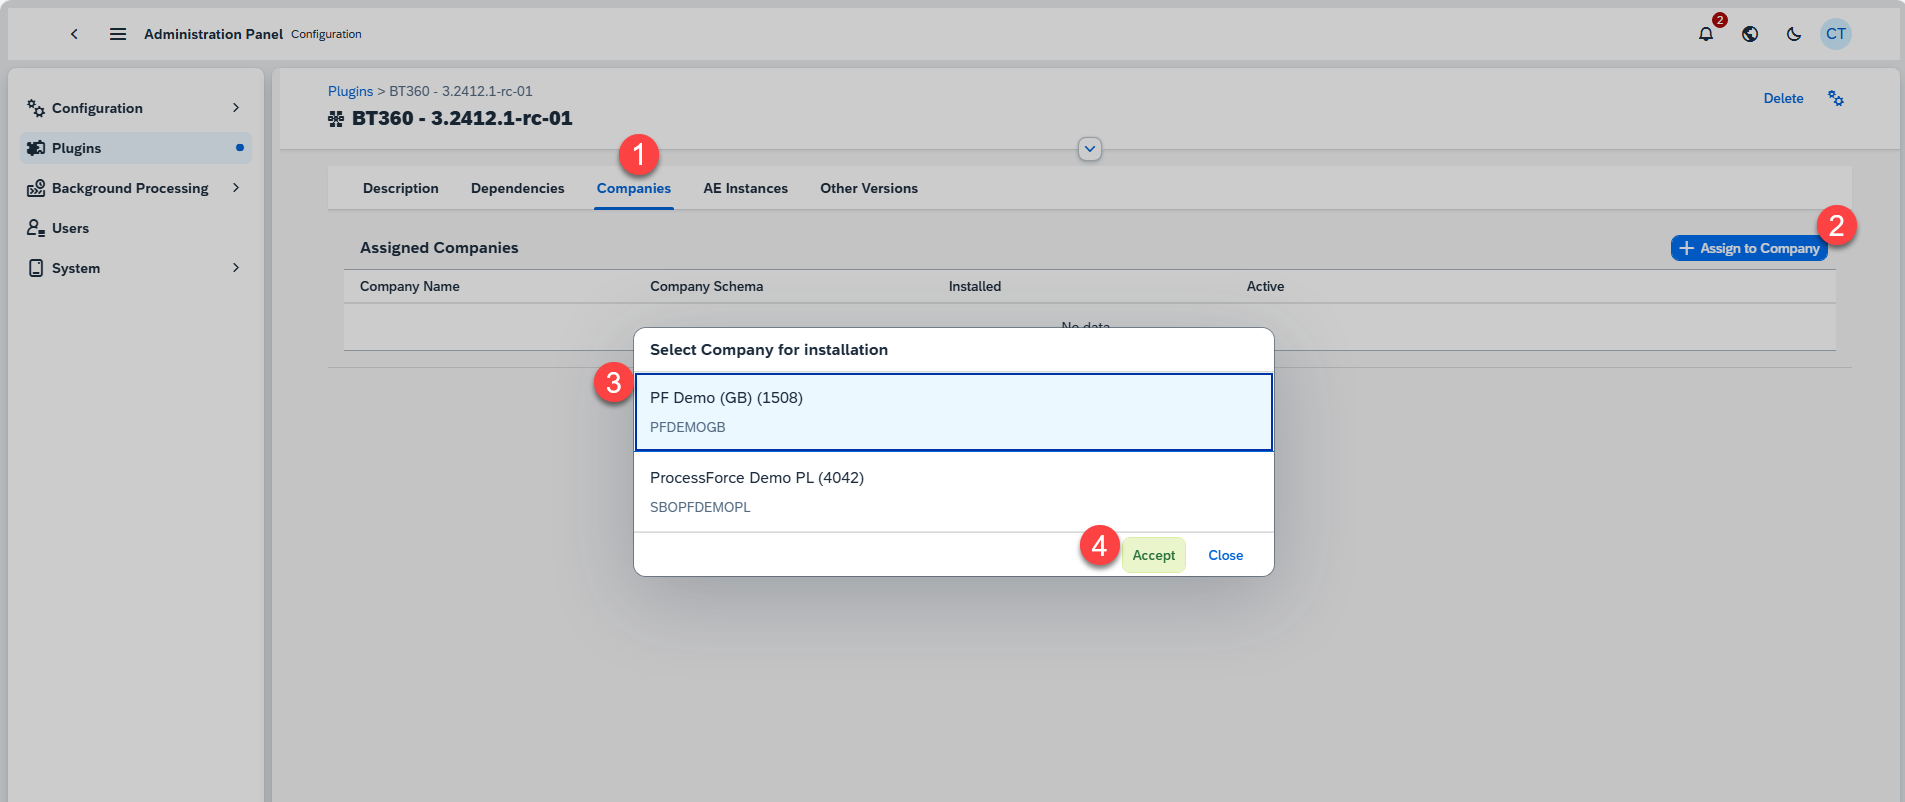 Administration Panel Configuration
2
CT
Configuration
Plugins
Background Processing
Users
System
Plugins > BT360 - 3.2412.1-rc-01
BT360 - 3.2412.1-rc-01
Delete
1
Description Dependencies Companies AE Instances Other Versions
2
Assigned Companies
Assign to Company
Company Name Company Schema Installed Active
No data
Select Company for installation
3
PF Demo (GB) (1508)
PFDEMOGB
ProcessForce Demo PL (4042)
SBOPFDEMOPL
4
Accept Close